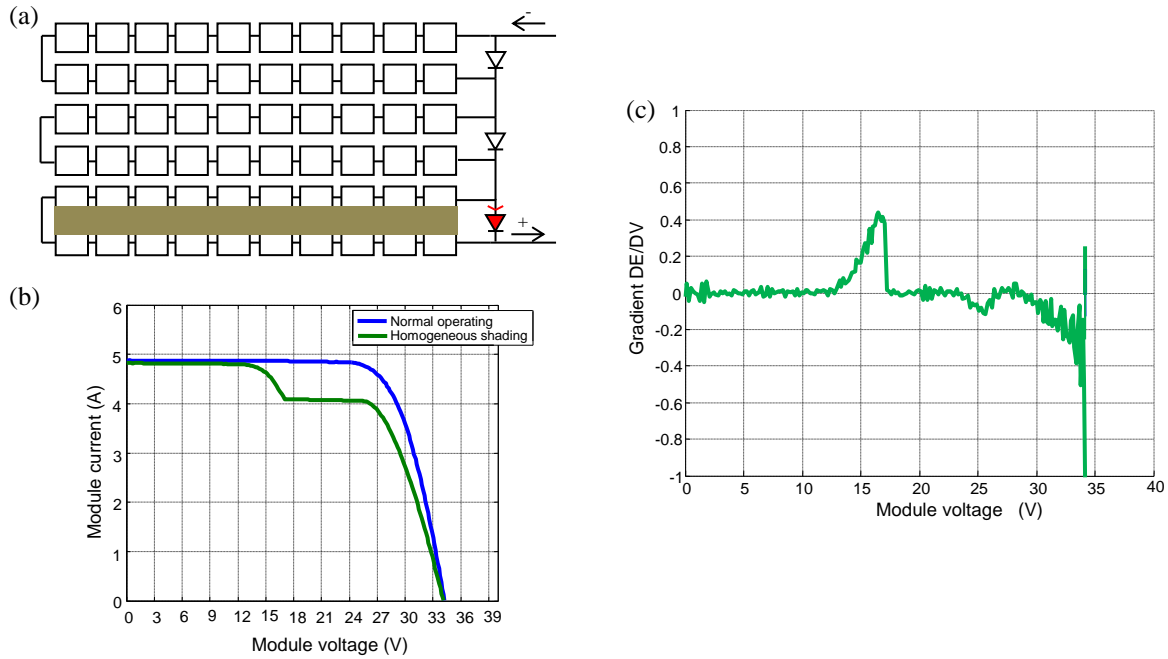 (a)
-
+
(b)
6
5
4
3
2
1
0
Module current (A)
Normal operating
Homogeneous shading
0 3 6 9 12 15 18 21 24 27 30 33 36 39
Module voltage (V)
(c)
1
0.8
0.6
0.4
0.2
0
-0.2
-0.4
-0.6
-0.8
-1
Gradient DE/DV
0 5 10 15 20 25 30 35 40
Module voltage (V)